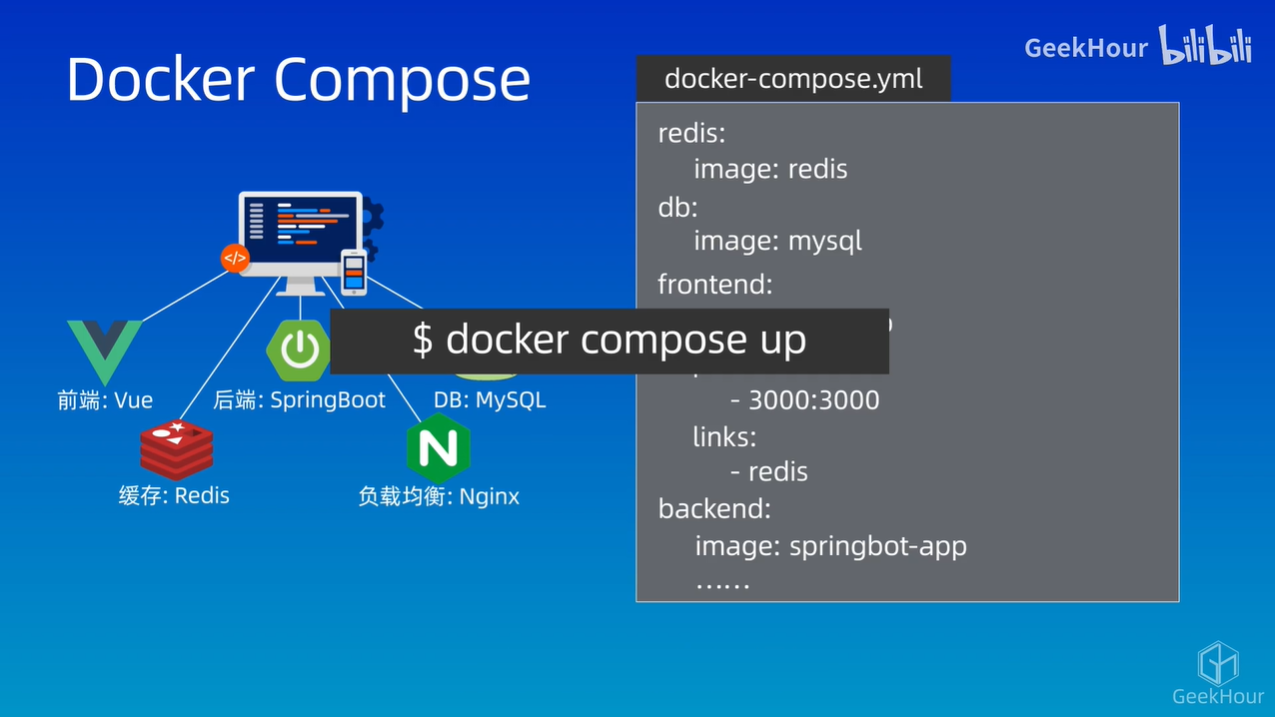 Docker Compose
GeekHour bilibili
docker-compose.yml
redis:
image: redis
db:
image: mysql
frontend:
$ docker compose up
- 3000:3000
links:
- redis
backend:
image: springbot-app
......
</>
前端: Vue
后端: SpringBoot
DB: MySQL
缓存: Redis
负载均衡: Nginx
N
GeekHour